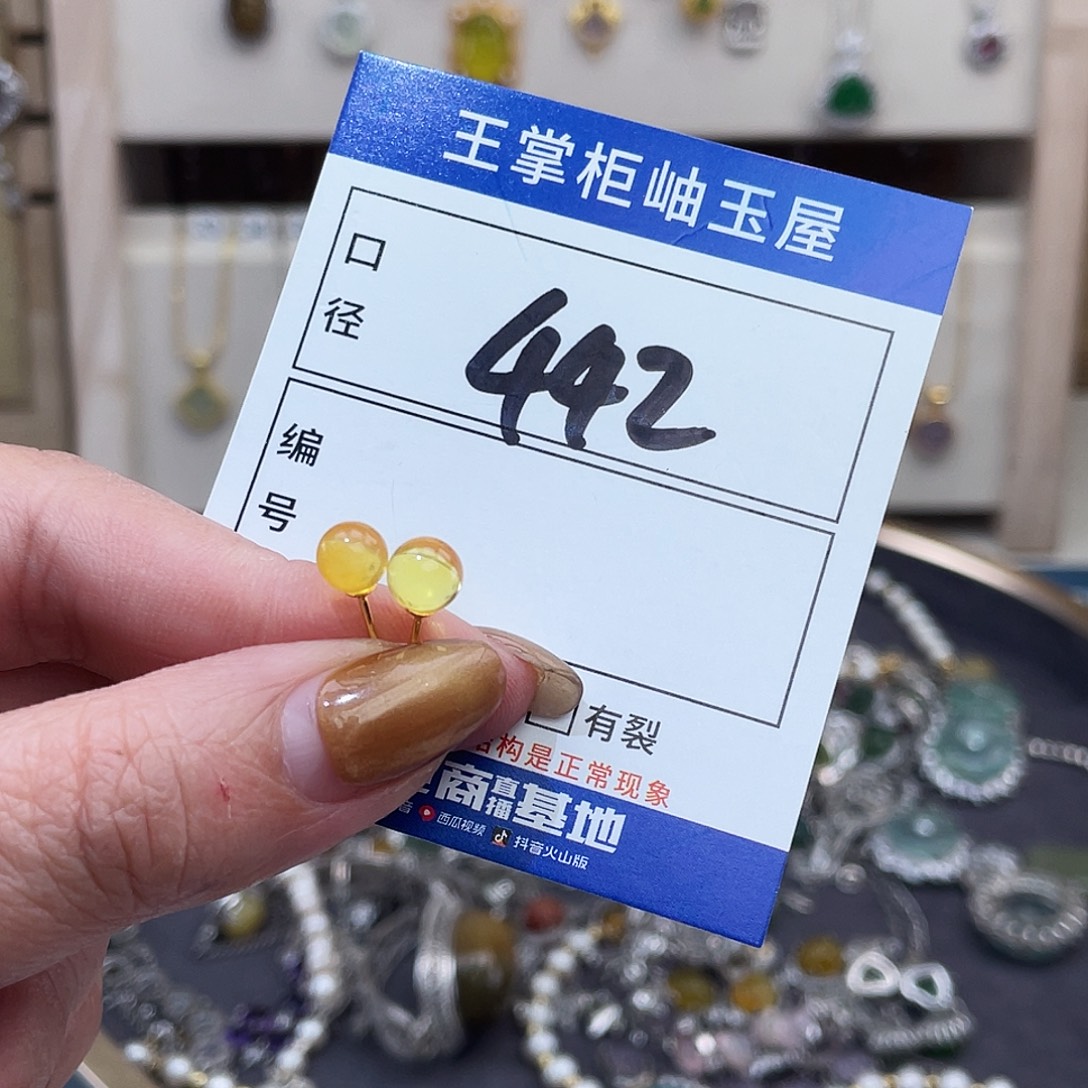 王掌柜岫玉屋
口径
442
编号
有裂
结构是正常现象
商直播基地
音 西瓜视频 抖音火山版